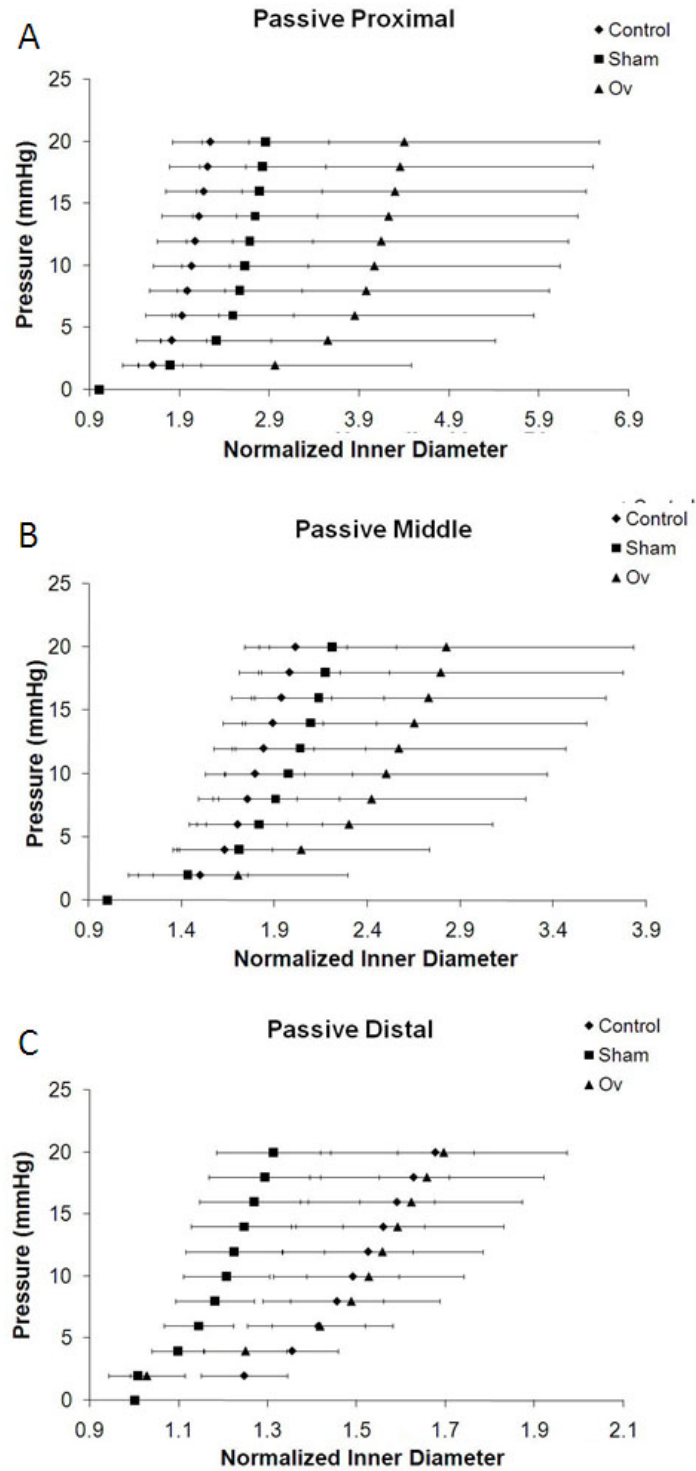 A
Passive Proximal
Control
Sham
Ov
25
20
15
10
5
0
Pressure (mmHg)
0.9 1.9 2.9 3.9 4.9 5.9 6.9
Normalized Inner Diameter
B
Passive Middle
Control
Sham
Ov
25
20
15
10
5
0
Pressure (mmHg)
0.9 1.4 1.9 2.4 2.9 3.4 3.9
Normalized Inner Diameter
C
Passive Distal
Control
Sham
Ov
25
20
15
10
5
0
Pressure (mmHg)
0.9 1.1 1.3 1.5 1.7 1.9 2.1
Normalized Inner Diameter